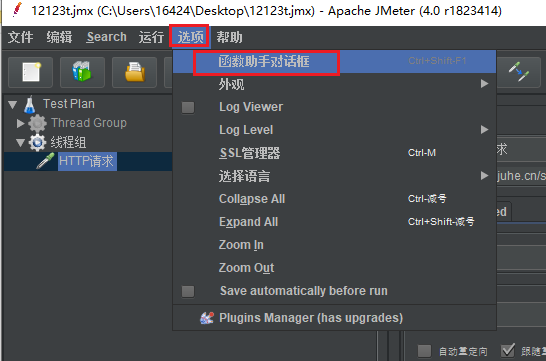 12123t.jmx (C:\Users\16424\Desktop\12123t.jmx) - Apache JMeter (4.0 r1823414)
文件 编辑 Search 运行 选项 帮助
函数助手对话框 Ctrl+Shift-F1
外观
Log Viewer
Log Level
SSL管理器 Ctrl-M
选择语言
Collapse All Ctrl-减号
Expand All Ctrl+Shift-减号
Zoom In
Zoom Out
Save automatically before run
Plugins Manager (has upgrades)
Test Plan
Thread Group
线程组
HTTP请求
求
juhe.cn/s
ed
自动重定向 跟随重